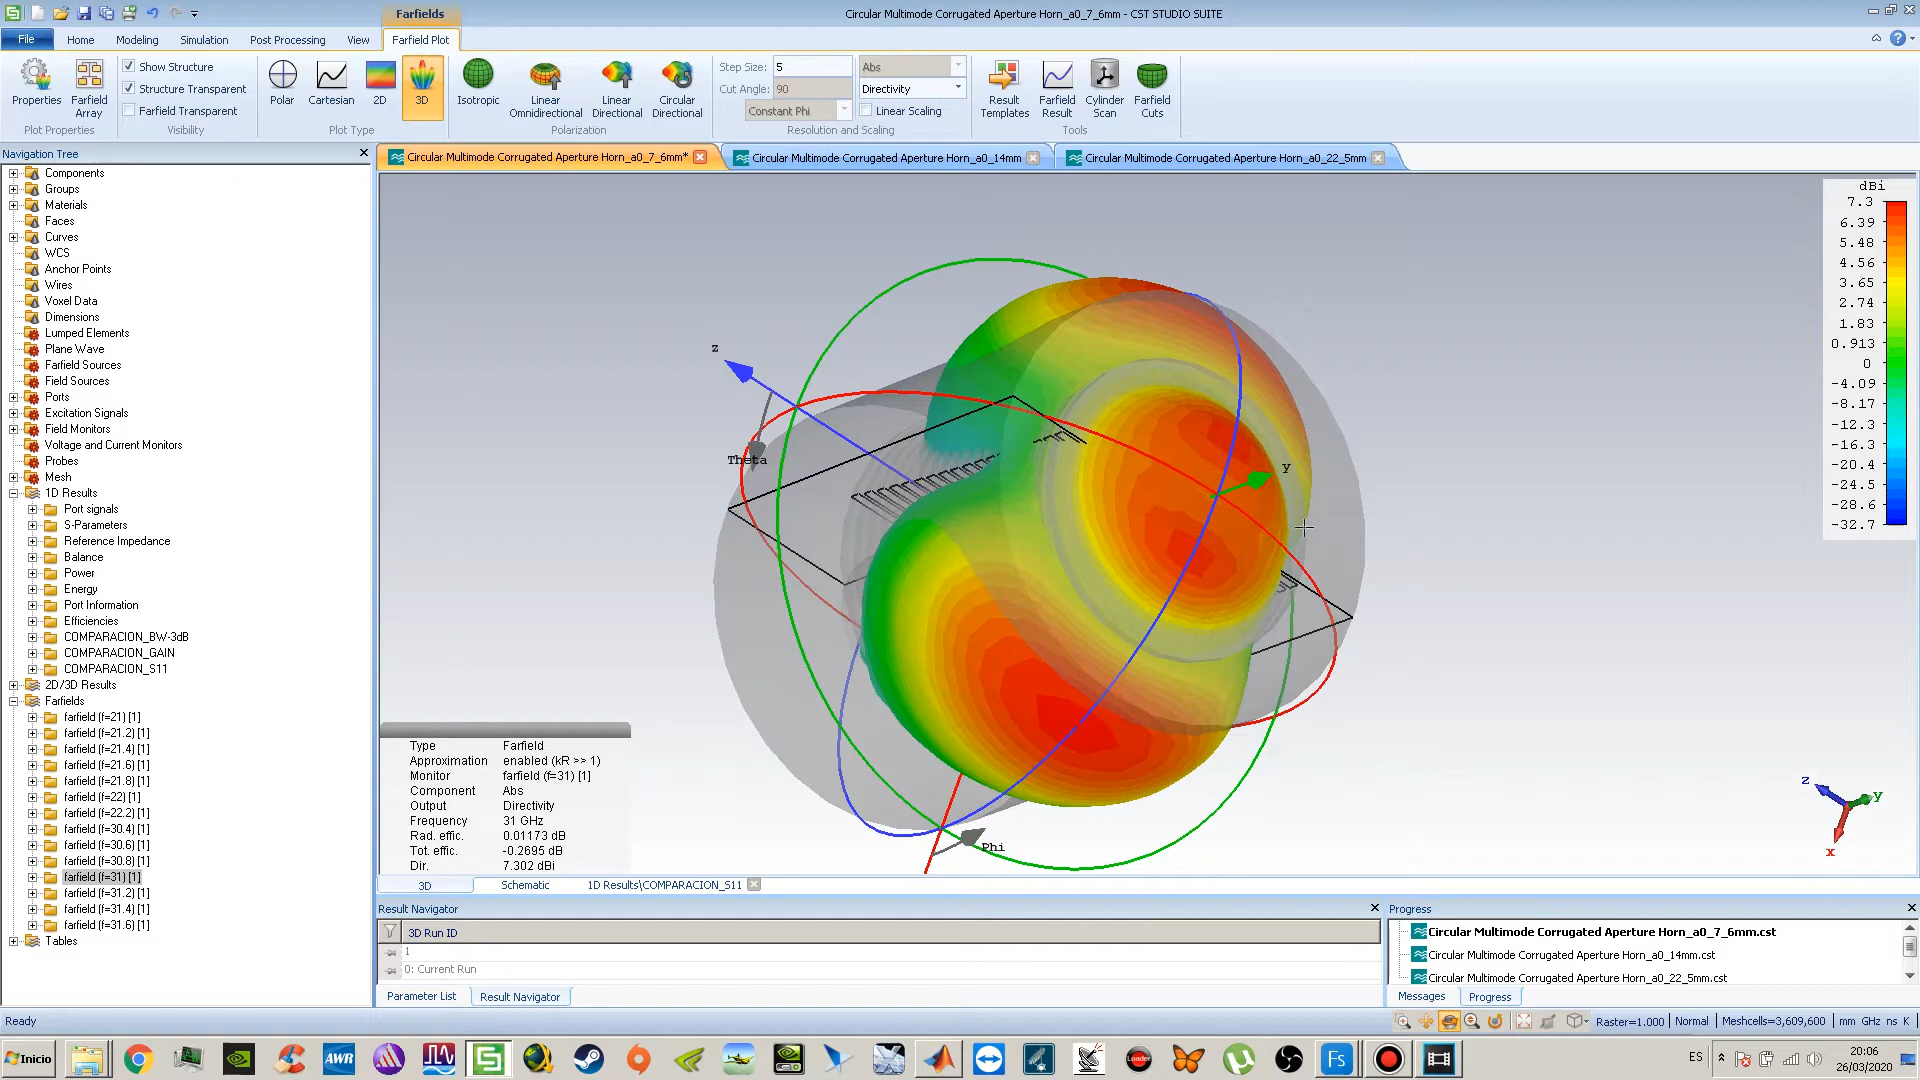 Farfields
Circular Multimode Corrugated Aperture Horn_a0_7_6mm - CST STUDIO SUITE
File
Home
Modeling
Simulation
Post Processing
View
Farfield Plot
Properties
Farfield Array
Show Structure
Structure Transparent
Farfield Transparent
Plot Properties
Visibility
Polar
Cartesian
2D
3D
Plot Type
Isotropic
Linear Omnidirectional
Linear Directional
Circular Directional
Polarization
Step Size: 5
Abs
Cut Angle: 90
Directivity
Constant Phi
Linear Scaling
Resolution and Scaling
Result Templates
Farfield Result
Cylinder Scan
Farfield Cuts
Tools
Navigation Tree
Circular Multimode Corrugated Aperture Horn_a0_7_6mm*
Circular Multimode Corrugated Aperture Horn_a0_14mm
Circular Multimode Corrugated Aperture Horn_a0_22_5mm
Components
Groups
Materials
Faces
Curves
WCS
Anchor Points
Wires
Voxel Data
Dimensions
Lumped Elements
Plane Wave
Farfield Sources
Field Sources
Ports
Excitation Signals
Field Monitors
Voltage and Current Monitors
Probes
Mesh
1D Results
Port signals
S-Parameters
Reference Impedance
Balance
Power
Energy
Port Information
Efficiencies
COMPARACION_BW-3dB
COMPARACION_GAIN
COMPARACION_S11
2D/3D Results
Farfields
farfield (f=21) [1]
farfield (f=21.2) [1]
farfield (f=21.4) [1]
farfield (f=21.6) [1]
farfield (f=21.8) [1]
farfield (f=22) [1]
farfield (f=22.2) [1]
farfield (f=30.4) [1]
farfield (f=30.6) [1]
farfield (f=30.8) [1]
farfield (f=31) [1]
farfield (f=31.2) [1]
farfield (f=31.4) [1]
farfield (f=31.6) [1]
Tables
z
Theta
y
Phi
dBi
7.3
6.39
5.48
4.56
3.65
2.74
1.83
0.913
0
-4.09
-8.17
-12.3
-16.3
-20.4
-24.5
-28.6
-32.7
z
y
x
Type Farfield
Approximation enabled (kR >> 1)
Monitor farfield (f=31) [1]
Component Abs
Output Directivity
Frequency 31 GHz
Rad. effic. 0.01173 dB
Tot. effic. -0.2695 dB
Dir. 7.302 dBi
3D
Schematic
1D Results\COMPARACION_S11
Result Navigator
3D Run ID
1
0: Current Run
Parameter List
Result Navigator
Progress
Circular Multimode Corrugated Aperture Horn_a0_7_6mm.cst
Circular Multimode Corrugated Aperture Horn_a0_14mm.cst
Circular Multimode Corrugated Aperture Horn_a0_22_5mm.cst
Messages
Progress
Ready
Raster=1.000
Normal
Meshcells=3,609,600
mm GHz ns K
Inicio
AWR
Loader
Fs
ES
20:06
26/03/2020